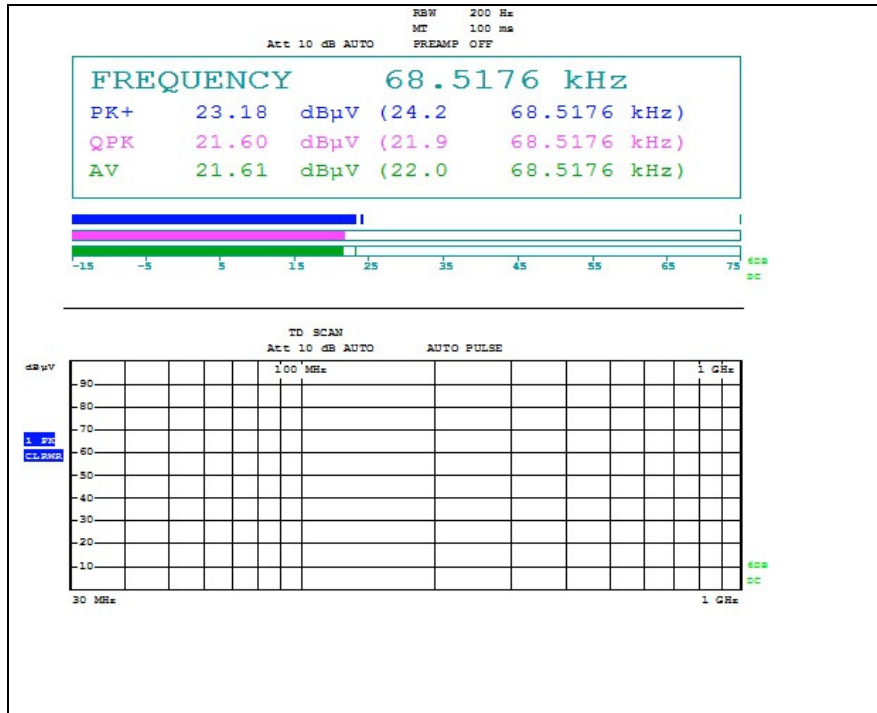 RBW 200 Hz
MT 100 ms
Att 10 dB AUTO PREAMP OFF
FREQUENCY 68.5176 kHz
PK+ 23.18 dBµV (24.2 68.5176 kHz)
QPK 21.60 dBµV (21.9 68.5176 kHz)
AV 21.61 dBµV (22.0 68.5176 kHz)
-15 -5 5 15 25 35 45 55 65 75
6DB
DC
TD SCAN
Att 10 dB AUTO AUTO PULSE
dBµV
100 MHz 1 GHz
90
80
70
1 PK
CLRWR
60
50
40
30
20
10
6DB
DC
30 MHz 1 GHz